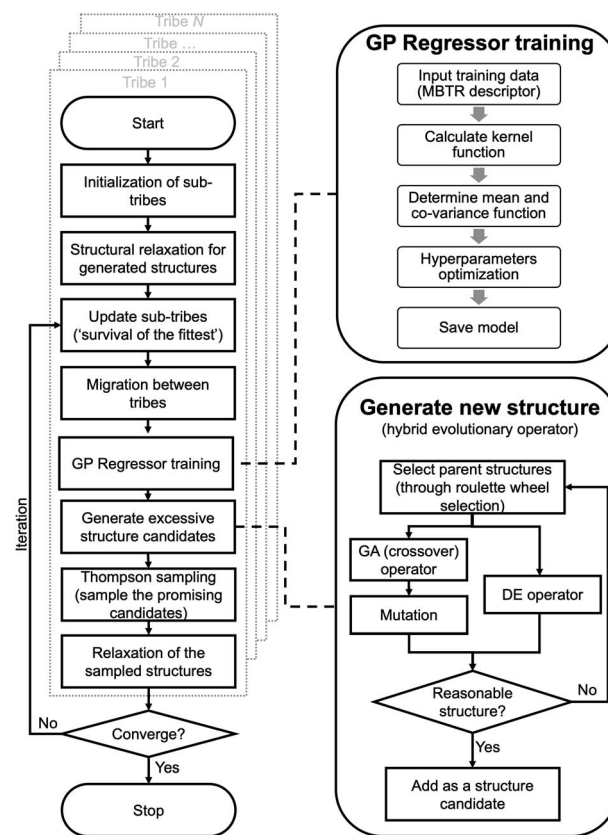 Tribe N
Tribe ...
Tribe 2
Tribe 1
Start
Initialization of sub-
tribes
Structural relaxation for
generated structures
Update sub-tribes
('survival of the fittest')
Migration between
tribes
GP Regressor training
Generate excessive
structure candidates
Thompson sampling
(sample the promising
candidates)
Relaxation of the
sampled structures
Iteration
No
Converge?
Yes
Stop
GP Regressor training
Input training data
(MBTR descriptor)
Calculate kernel
function
Determine mean and
co-variance function
Hyperparameters
optimization
Save model
Generate new structure
(hybrid evolutionary operator)
Select parent structures
(through roulette wheel
selection)
GA (crossover)
operator
Mutation
DE operator
Reasonable
structure?
No
Yes
Add as a structure
candidate